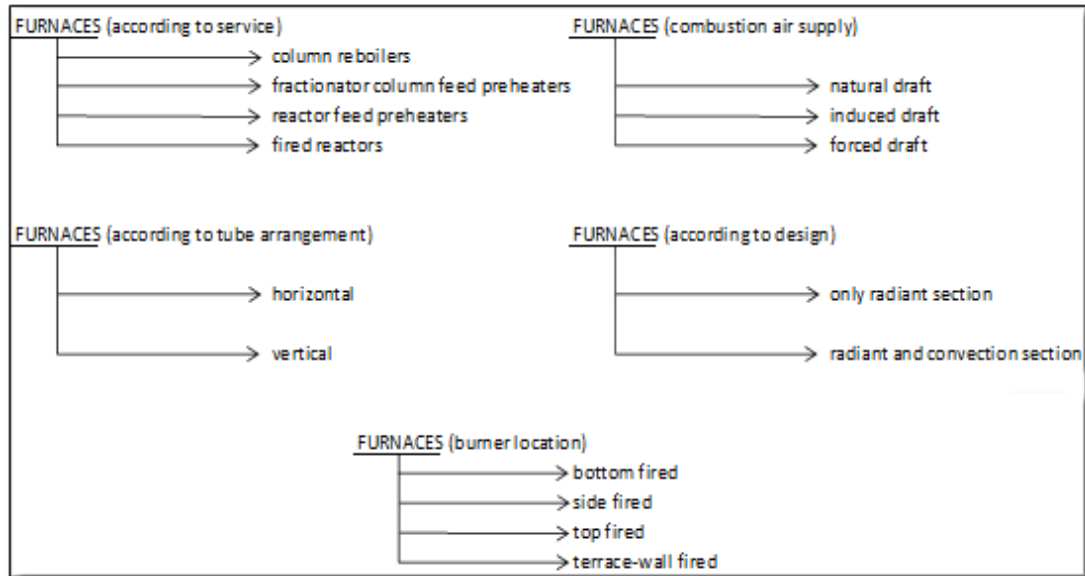 FURNACES (according to service)
column reboilers
fractionator column feed preheaters
reactor feed preheaters
fired reactors
FURNACES (combustion air supply)
natural draft
induced draft
forced draft
FURNACES (according to tube arrangement)
horizontal
vertical
FURNACES (according to design)
only radiant section
radiant and convection section
FURNACES (burner location)
bottom fired
side fired
top fired
terrace-wall fired